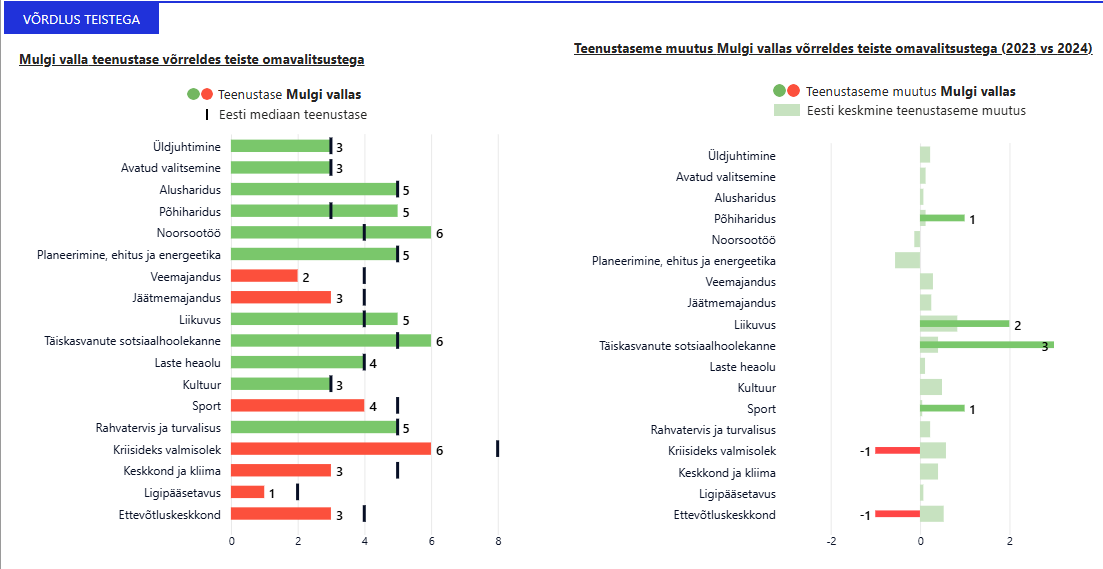 VÕRDLUS TEISTEGA
Mulgi valla teenustase võrreldes teiste omavalitsustega
Teenustase Mulgi vallas
Eesti mediaan teenustase
Üldjuhtimine 3
Avatud valitsemine 3
Alusharidus 5
Põhiharidus 5
Noorsootöö 6
Planeerimine, ehitus ja energeetika 5
Veemajandus 2
Jäätmemajandus 3
Liikuvus 5
Täiskasvanute sotsiaalhoolekanne 6
Laste heaolu 4
Kultuur 3
Sport 4
Rahvatervis ja turvalisus 5
Kriisideks valmisolek 6
Keskkond ja kliima 3
Ligipääsetavus 1
Ettevõtluskeskkond 3
0 2 4 6 8
Teenustaseme muutus Mulgi vallas võrreldes teiste omavalitsustega (2023 vs 2024)
Teenustaseme muutus Mulgi vallas
Eesti keskmine teenustaseme muutus
Üldjuhtimine
Avatud valitsemine
Alusharidus
Põhiharidus 1
Noorsootöö
Planeerimine, ehitus ja energeetika
Veemajandus
Jäätmemajandus
Liikuvus 2
Täiskasvanute sotsiaalhoolekanne 3
Laste heaolu
Kultuur
Sport 1
Rahvatervis ja turvalisus
Kriisideks valmisolek -1
Keskkond ja kliima
Ligipääsetavus
Ettevõtluskeskkond -1
-2 0 2